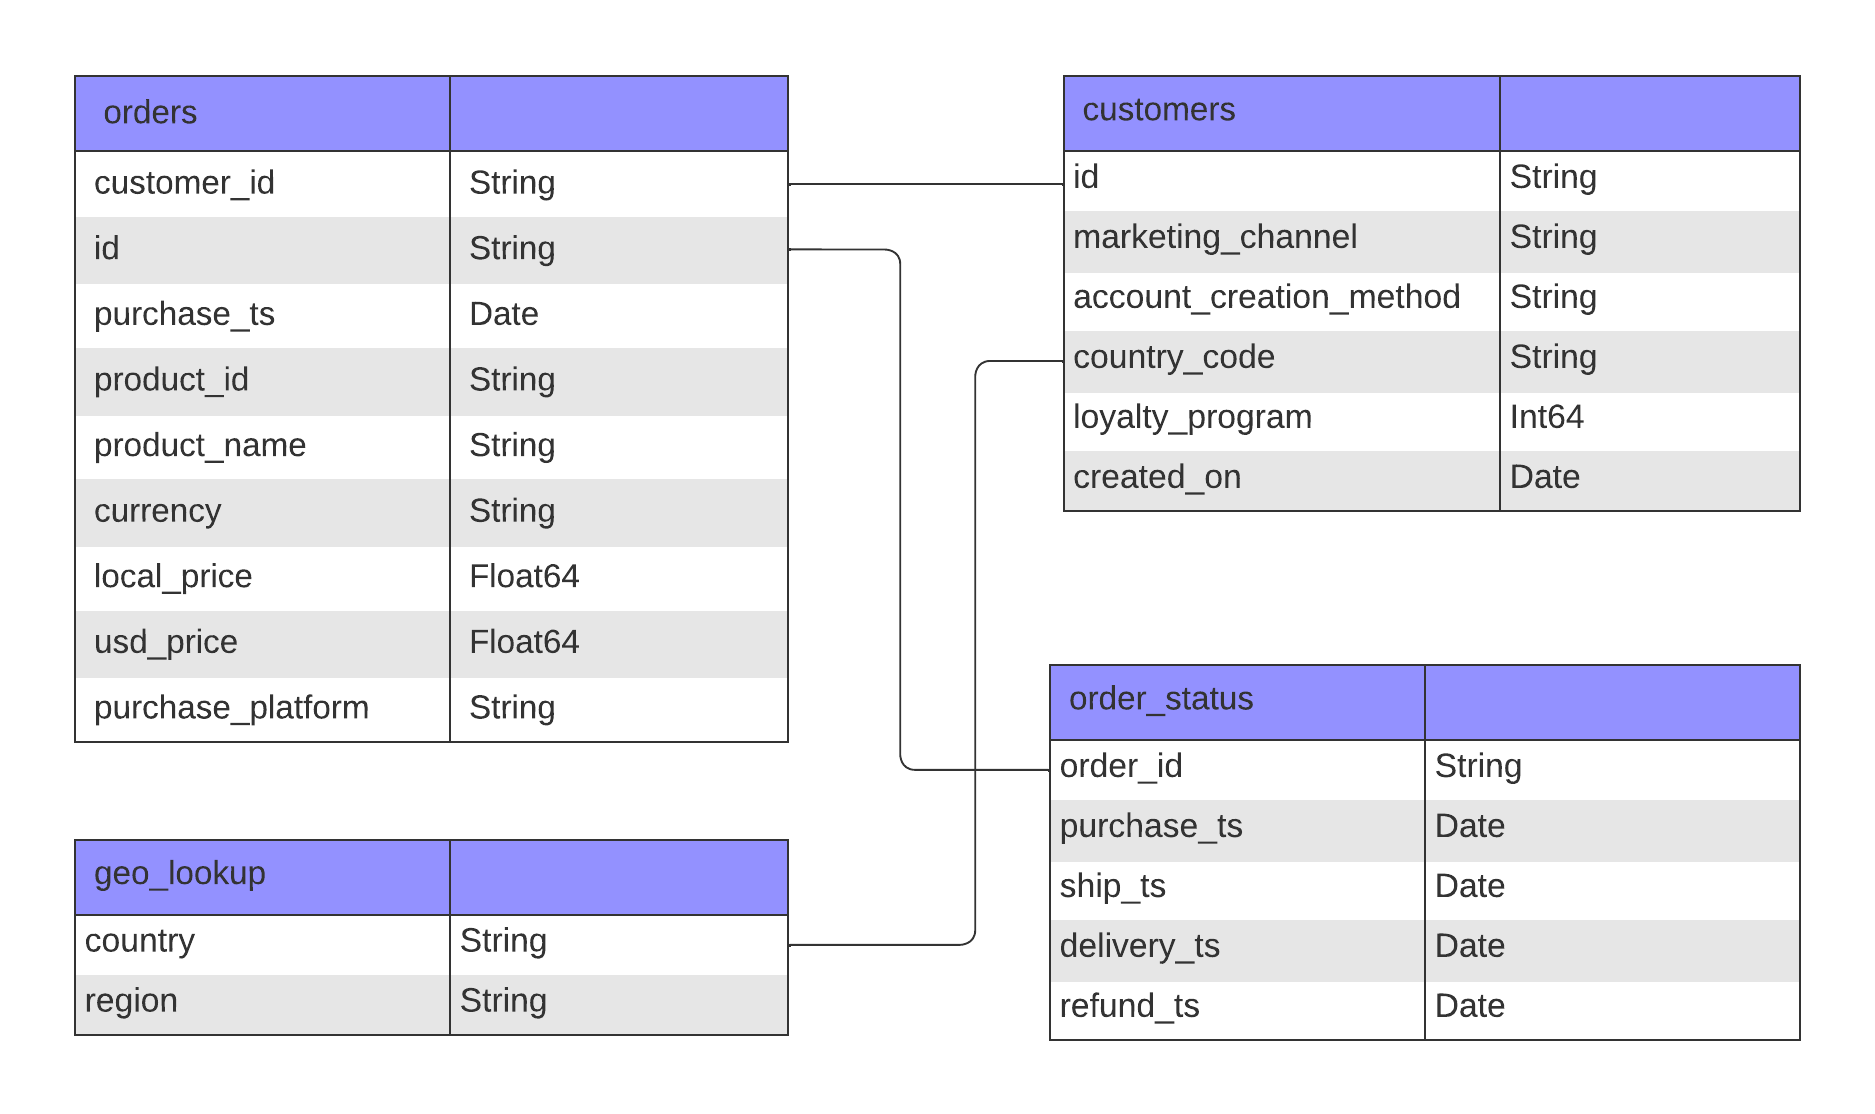 orders
customer_id String
id String
purchase_ts Date
product_id String
product_name String
currency String
local_price Float64
usd_price Float64
purchase_platform String
customers
id String
marketing_channel String
account_creation_method String
country_code String
loyalty_program Int64
created_on Date
geo_lookup
country String
region String
order_status
order_id String
purchase_ts Date
ship_ts Date
delivery_ts Date
refund_ts Date